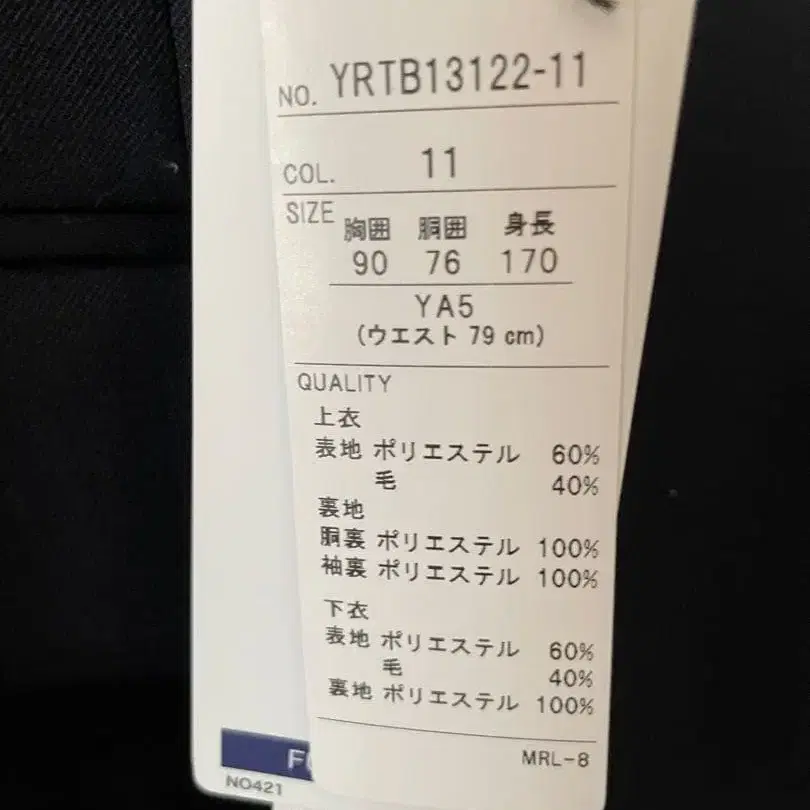 NO. YRTB13122-11
COL. 11
SIZE 胸囲 胴囲 身長
90 76 170
YA5
(ウエスト 79 cm)
QUALITY
上衣
表地 ポリエステル 60%
毛 40%
裏地
胴裏 ポリエステル 100%
袖裏 ポリエステル 100%
下衣
表地 ポリエステル 60%
毛 40%
裏地 ポリエステル 100%
MRL-8
NO421